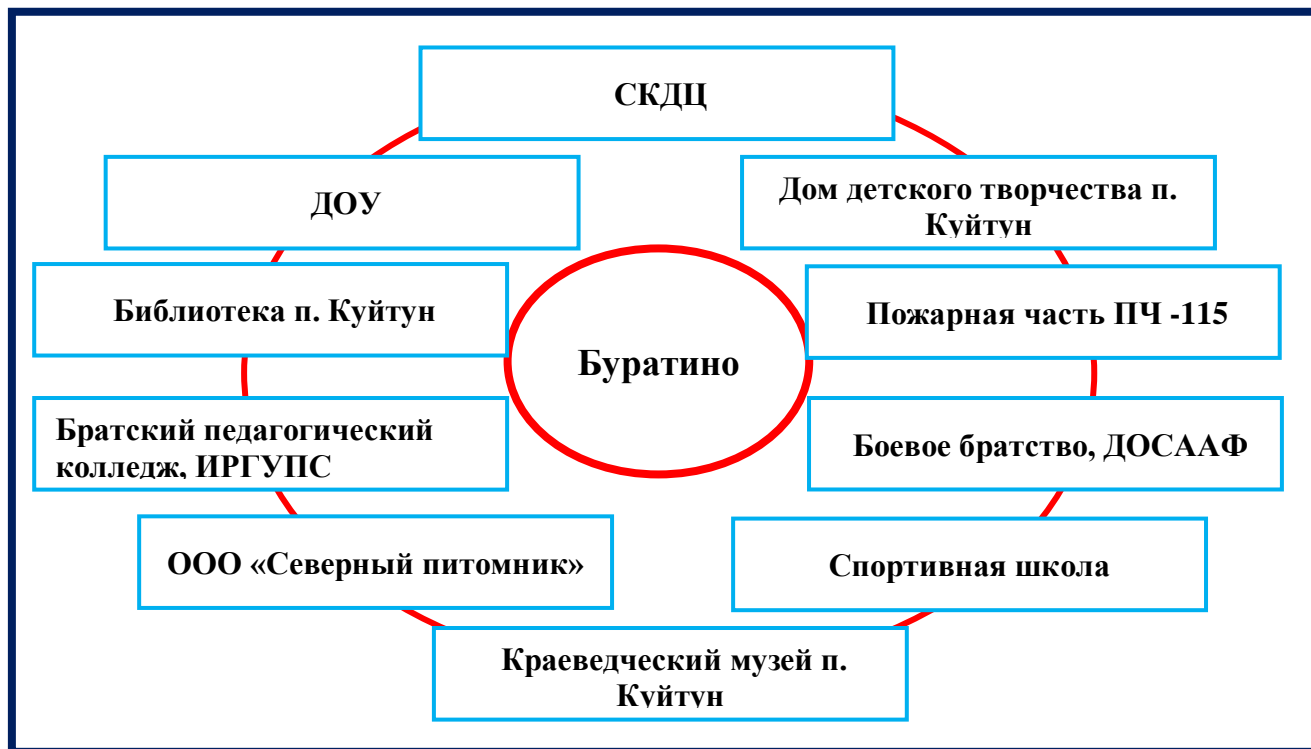 СКДЦ
ДОУ
Дом детского творчества п.
Куйтун
Библиотека п. Куйтун
Пожарная часть ПЧ -115
Буратино
Братский педагогический
колледж, ИРГУПС
Боевое братство, ДОСААФ
ООО «Северный питомник»
Спортивная школа
Краеведческий музей п.
Куйтун